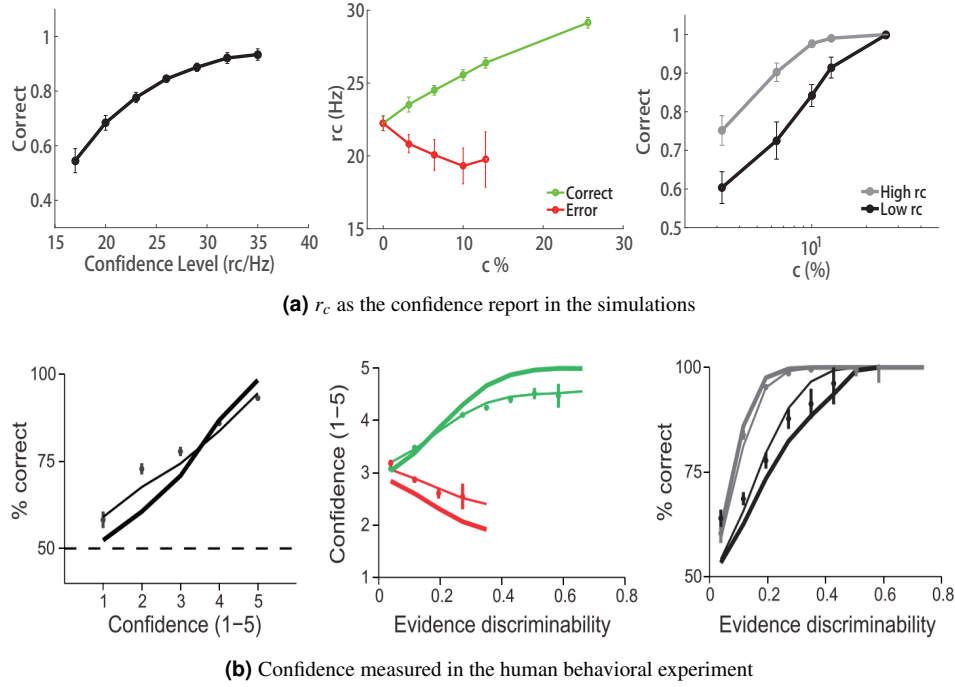 Correct
1
0.8
0.6
0.4
15 20 25 30 35 40
Confidence Level (rc/Hz)
rc (Hz)
30
25
20
15
0 10 20 30
c %
Correct
Error
Correct
1
0.9
0.8
0.7
0.6
0.5
10¹
c (%)
High rc
Low rc
(a) r_c as the confidence report in the simulations
% correct
100
75
50
1 2 3 4 5
Confidence (1–5)
Confidence (1–5)
5
4
3
2
1
0 0.2 0.4 0.6 0.8
Evidence discriminability
% correct
100
75
50
0 0.2 0.4 0.6 0.8
Evidence discriminability
(b) Confidence measured in the human behavioral experiment